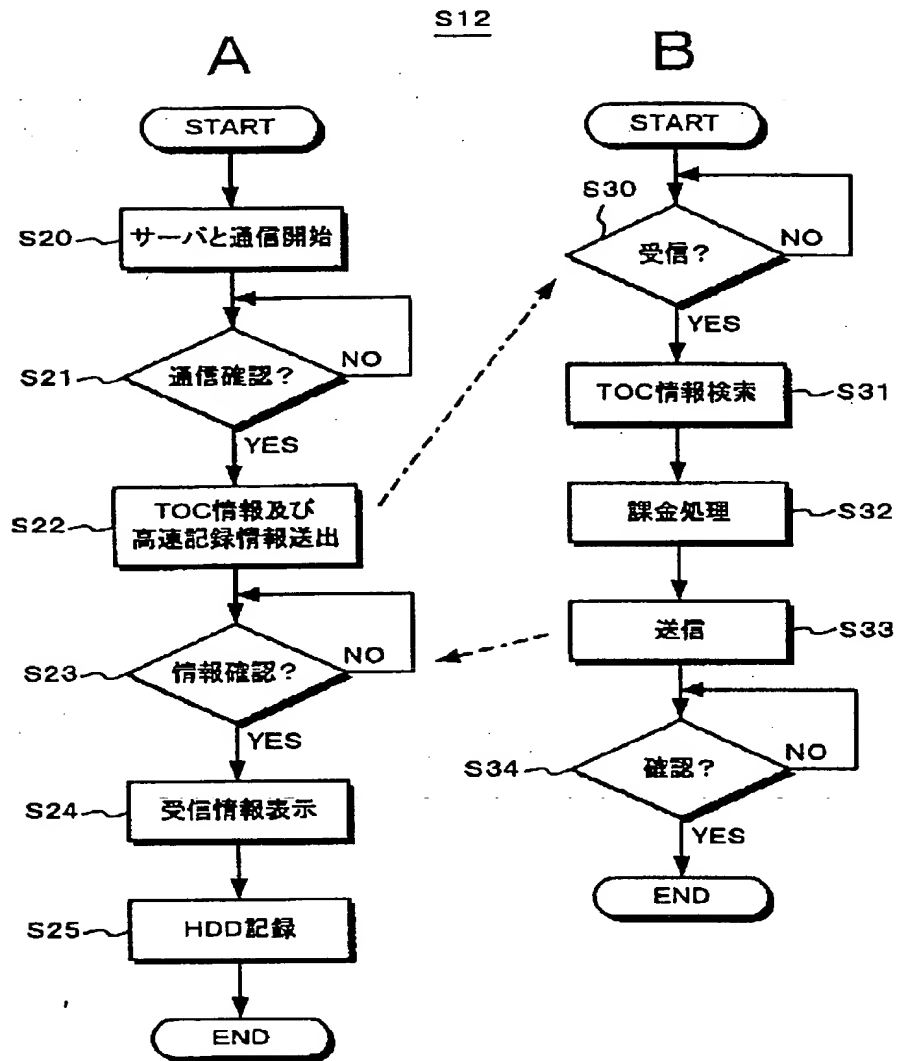 S12
A
START
S20
サーバと通信開始
S21
通信確認?
NO
YES
S22
TOC情報及び
高速記録情報送出
S23
情報確認?
NO
YES
S24
受信情報表示
S25
HDD記録
END
B
START
S30
受信?
NO
YES
TOC情報検索
S31
課金処理
S32
送信
S33
S34
確認?
NO
YES
END